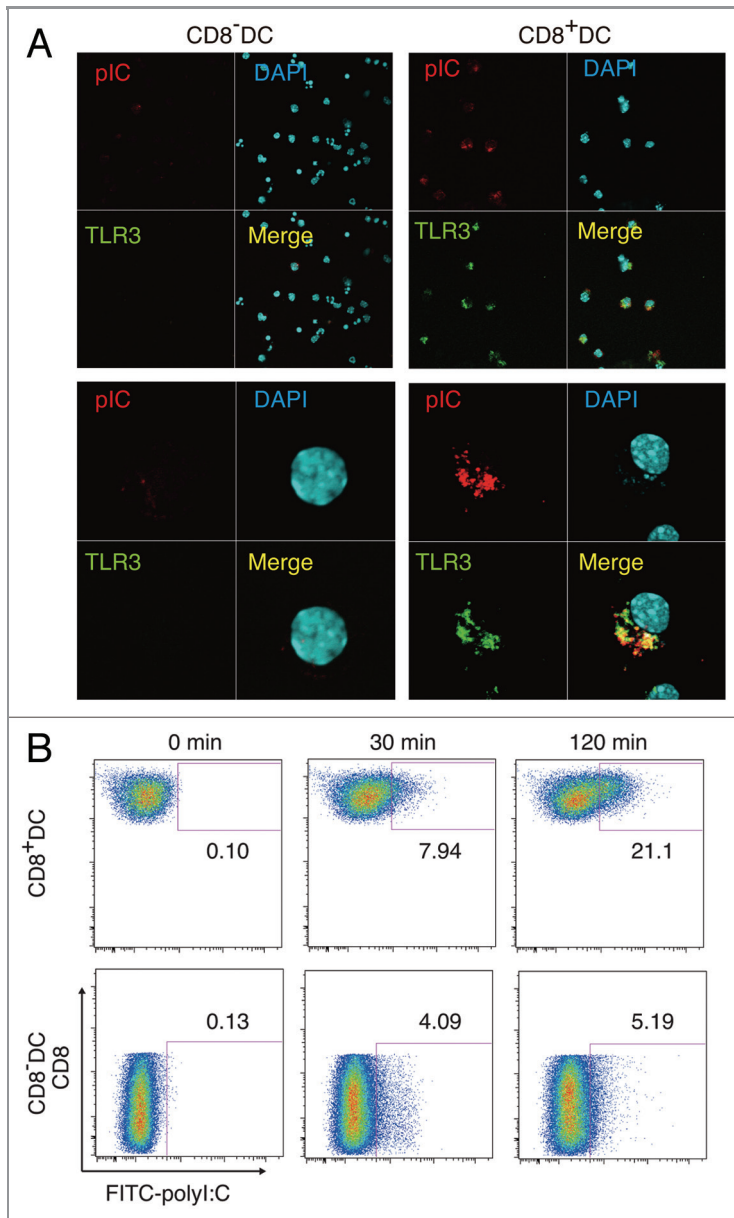 A
CD8⁻DC
CD8⁺DC
pIC
DAPI
pIC
DAPI
TLR3
Merge
TLR3
Merge
pIC
DAPI
pIC
DAPI
TLR3
Merge
TLR3
Merge
B
0 min
30 min
120 min
CD8⁺DC
0.10
7.94
21.1
CD8⁻DC
CD8
0.13
4.09
5.19
FITC-polyI:C